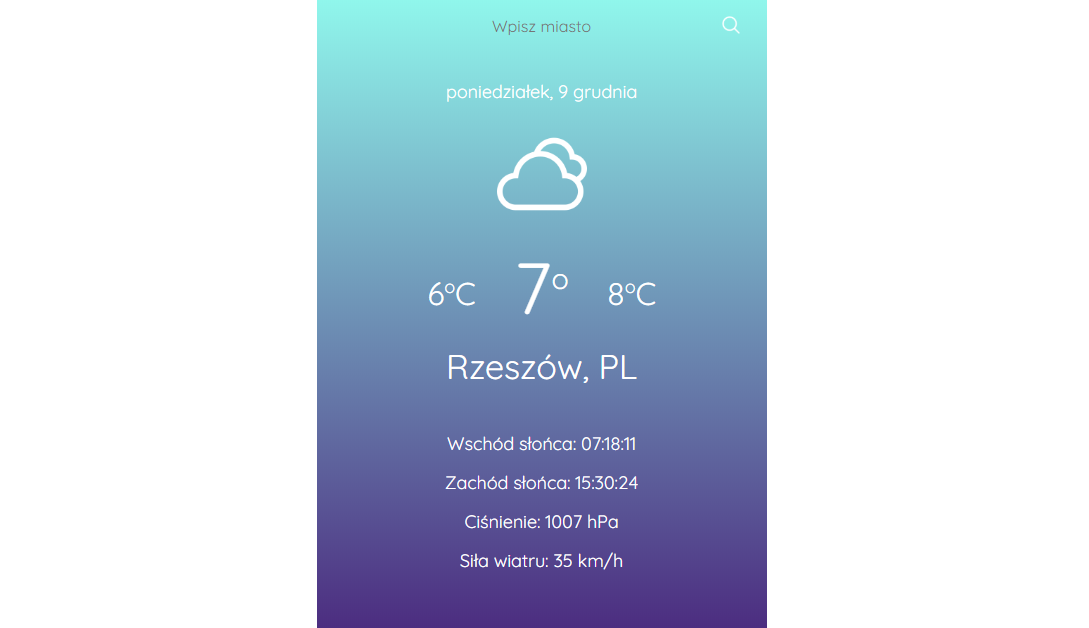 Wpisz miasto
poniedziałek, 9 grudnia
6°C 7° 8°C
Rzeszów, PL
Wschód słońca: 07:18:11
Zachód słońca: 15:30:24
Ciśnienie: 1007 hPa
Siła wiatru: 35 km/h